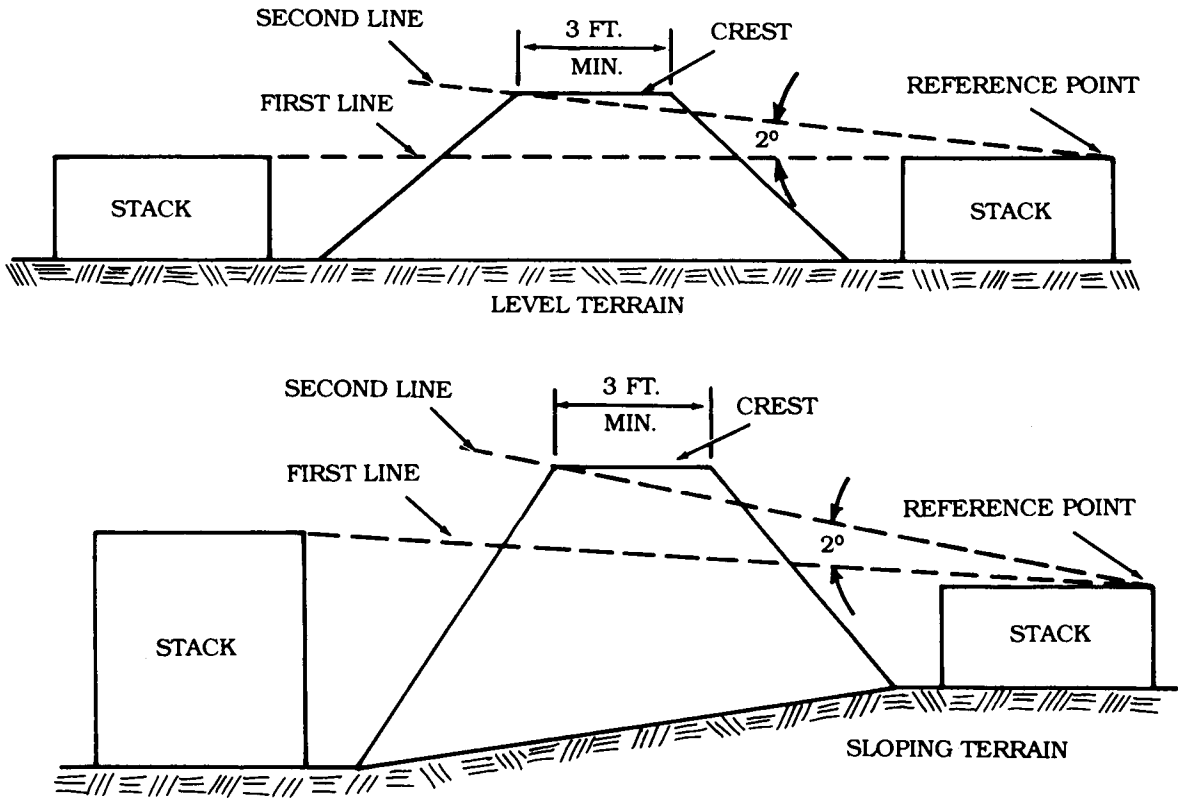 SECOND LINE
3 FT.
MIN.
CREST
FIRST LINE
REFERENCE POINT
2°
STACK
STACK
LEVEL TERRAIN
SECOND LINE
3 FT.
MIN.
CREST
FIRST LINE
REFERENCE POINT
2°
STACK
STACK
SLOPING TERRAIN